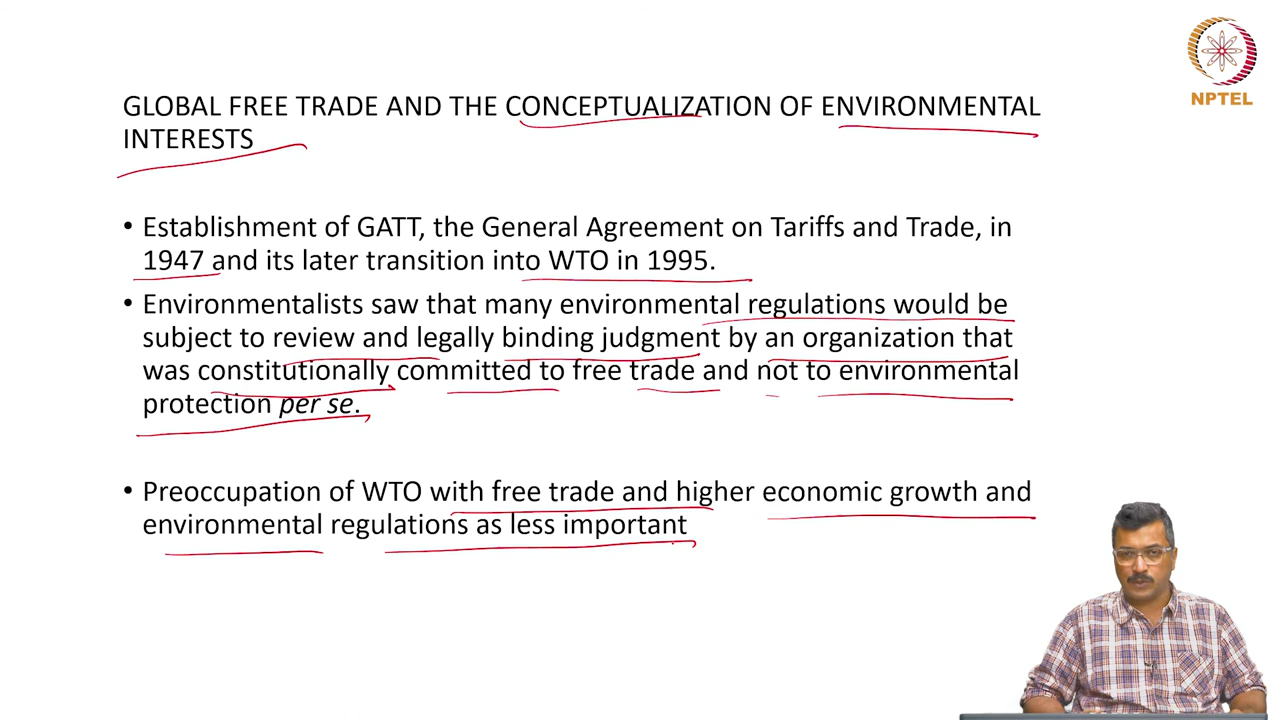 NPTEL
GLOBAL FREE TRADE AND THE CONCEPTUALIZATION OF ENVIRONMENTAL
INTERESTS
• Establishment of GATT, the General Agreement on Tariffs and Trade, in
1947 and its later transition into WTO in 1995.
• Environmentalists saw that many environmental regulations would be
subject to review and legally binding judgment by an organization that
was constitutionally committed to free trade and not to environmental
protection per se.
• Preoccupation of WTO with free trade and higher economic growth and
environmental regulations as less important